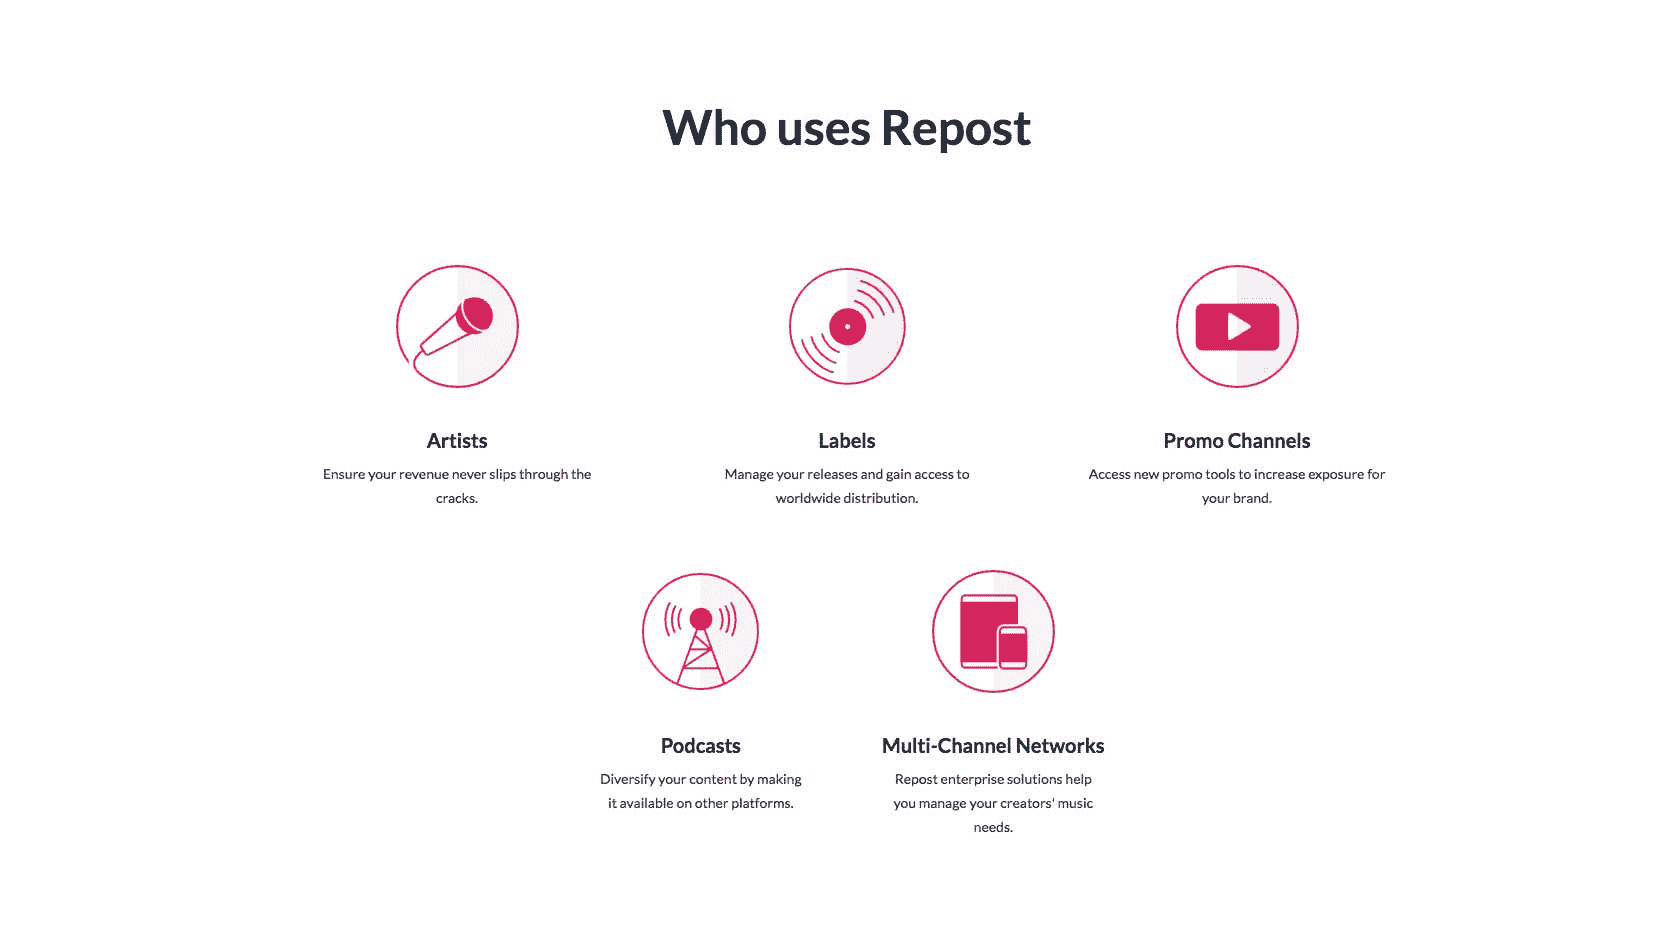 Who uses Repost
Artists
Ensure your revenue never slips through the
cracks.
Labels
Manage your releases and gain access to
worldwide distribution.
Promo Channels
Access new promo tools to increase exposure for
your brand.
Podcasts
Diversify your content by making
it available on other platforms.
Multi-Channel Networks
Repost enterprise solutions help
you manage your creators' music
needs.